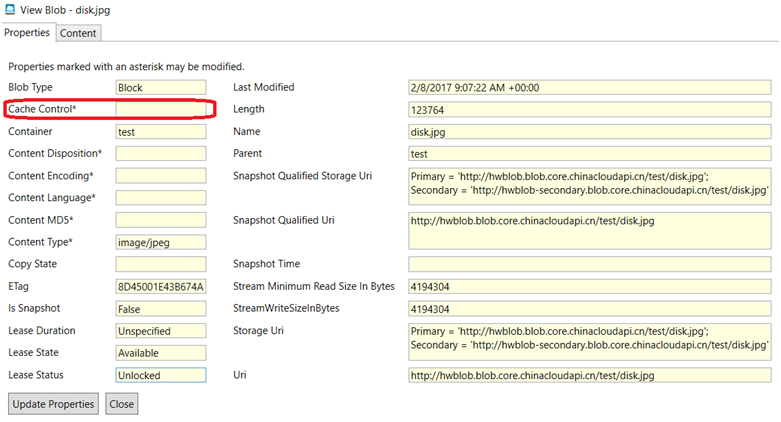 View Blob - disk.jpg
Properties Content
Properties marked with an asterisk may be modified.
Blob Type Block Last Modified 2/8/2017 9:07:22 AM +00:00
Cache Control* Length 123764
Container test Name disk.jpg
Content Disposition* Parent test
Content Encoding* Snapshot Qualified Storage Uri Primary = 'http://hwblob.blob.core.chinacloudapi.cn/test/disk.jpg';
Secondary = 'http://hwblob-secondary.blob.core.chinacloudapi.cn/test/disk.jpg'
Content Language*
Content MD5* Snapshot Qualified Uri http://hwblob.blob.core.chinacloudapi.cn/test/disk.jpg
Content Type* image/jpeg
Copy State Snapshot Time
ETag 8D45001E43B674A Stream Minimum Read Size In Bytes 4194304
Is Snapshot False StreamWriteSizeInBytes 4194304
Lease Duration Unspecified Storage Uri Primary = 'http://hwblob.blob.core.chinacloudapi.cn/test/disk.jpg';
Secondary = 'http://hwblob-secondary.blob.core.chinacloudapi.cn/test/disk.jpg'
Lease State Available
Lease Status Unlocked Uri http://hwblob.blob.core.chinacloudapi.cn/test/disk.jpg
Update Properties Close